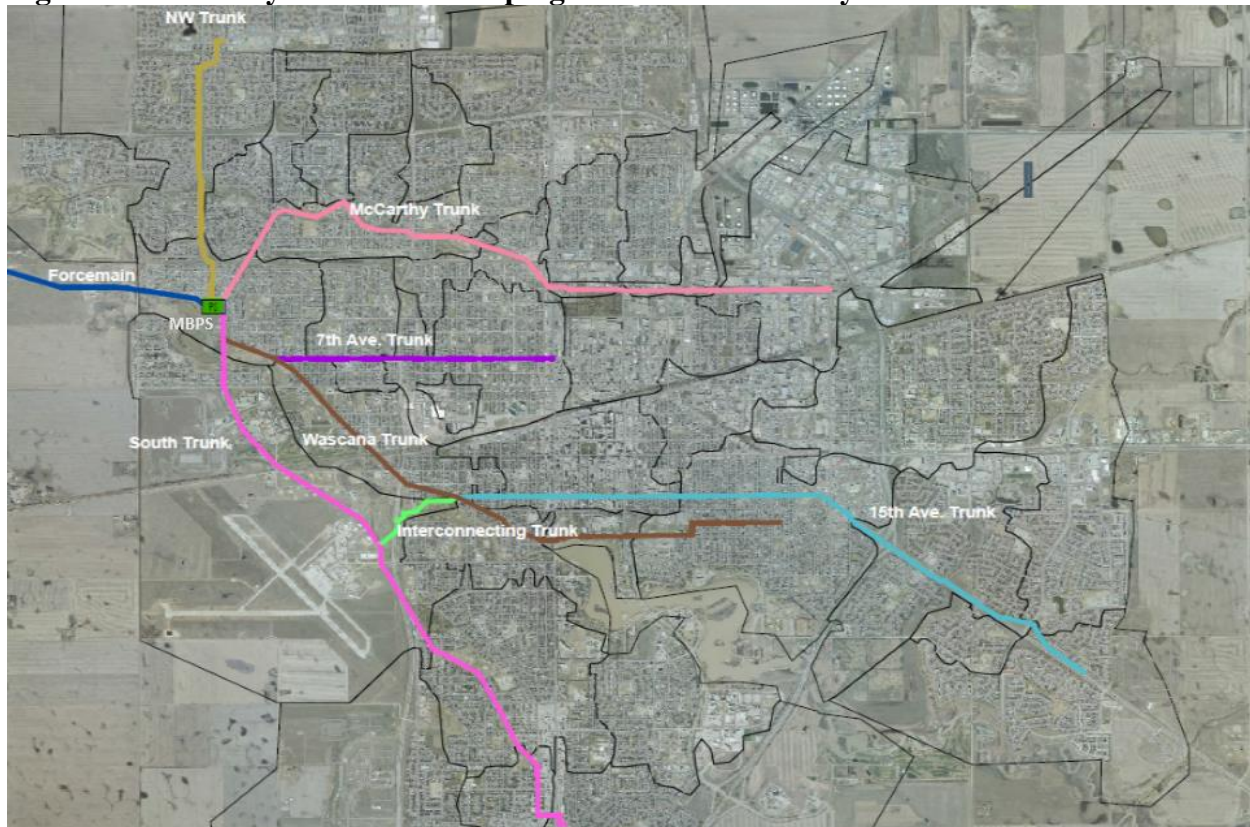 NW Trunk
McCarthy Trunk
Forcemain
MBPS
7th Ave. Trunk
South Trunk
Wascana Trunk
15th Ave. Trunk
Interconnecting Trunk